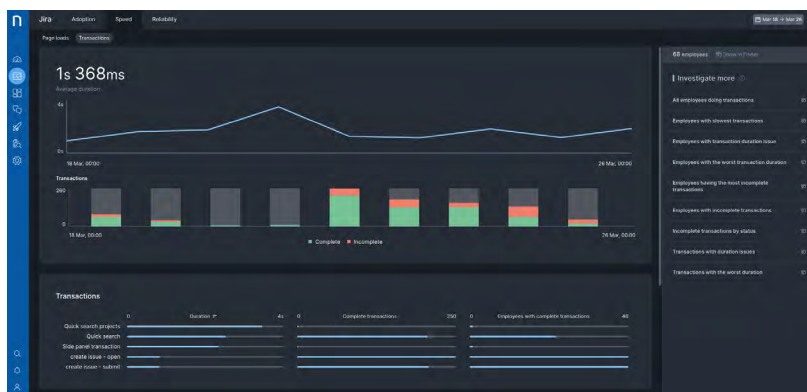 n
Jira
Adoption
Speed
Reliability
Mar 18 → Mar 26
Page loads
Transactions
1s 368ms
Average duration
4s
0s
18 Mar, 00:00
26 Mar, 00:00
Transactions
260
0
18 Mar, 00:00
26 Mar, 00:00
Complete
Incomplete
68 employees
Investigate more
All employees doing transactions
Employees with slowest transactions
Employees with transaction duration issue
Employees with the worst transaction duration
Employees having the most incomplete
transactions
Employees with incomplete transactions
Incomplete transactions by status
Transactions with duration issues
Transactions with the worst duration
Transactions
0
Duration
4s
0
Complete transactions
250
0
Employees with complete transactions
Quick search projects
Quick search
Side panel transaction
create issue - open
create issue - submit